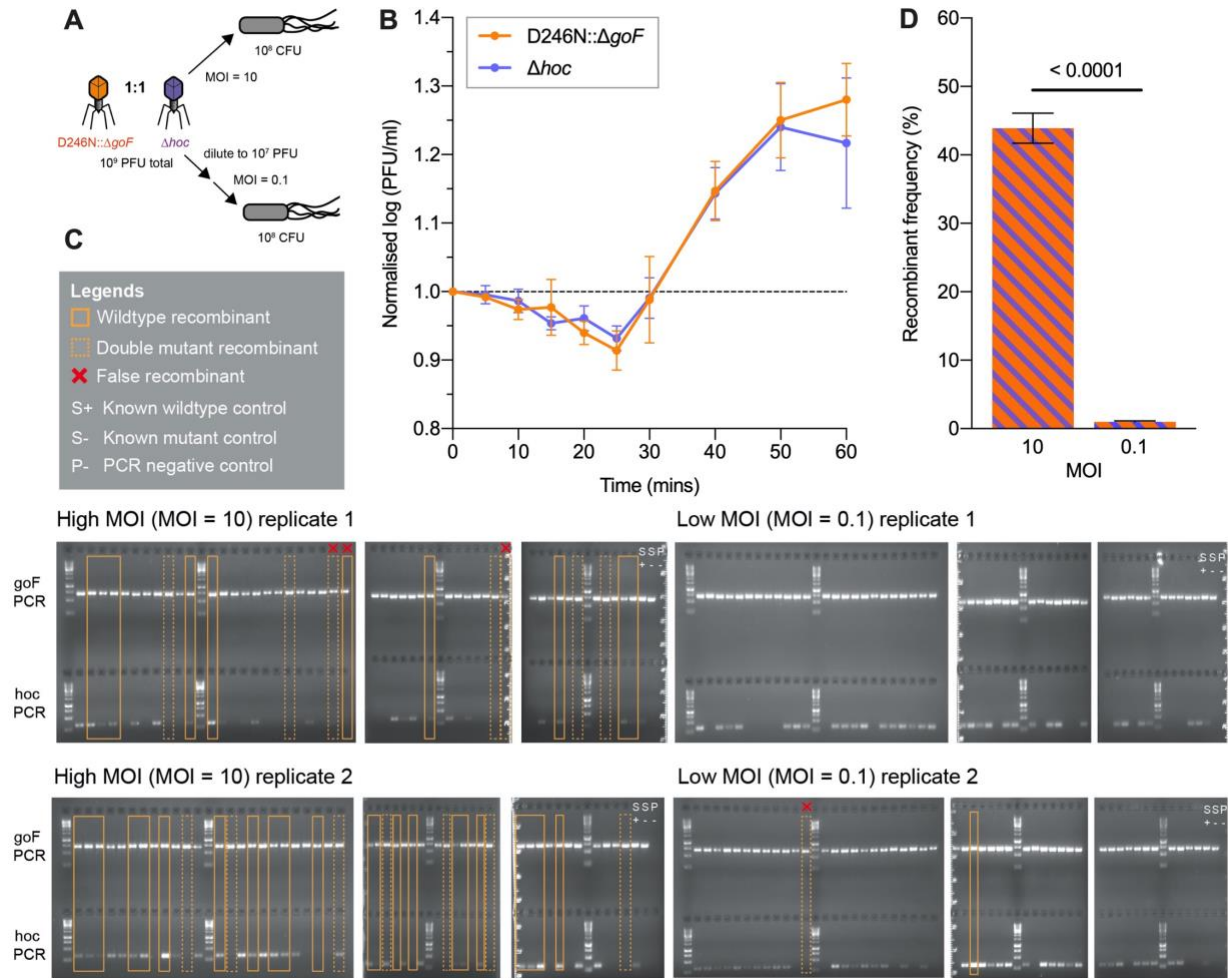 A
10⁸ CFU
MOI = 10
1:1
D246N::ΔgoF
Δhoc
10⁹ PFU total
dilute to 10⁷ PFU
MOI = 0.1
10⁸ CFU
B
Normalised log (PFU/ml)
1.4
1.3
1.2
1.1
1.0
0.9
0.8
0
10
20
30
40
50
60
Time (mins)
D246N::ΔgoF
Δhoc
C
Legends
Wildtype recombinant
Double mutant recombinant
False recombinant
S+ Known wildtype control
S- Known mutant control
P- PCR negative control
D
< 0.0001
Recombinant frequency (%)
60
50
40
30
20
10
0
10
0.1
MOI
High MOI (MOI = 10) replicate 1
goF
PCR
hoc
PCR
SSP
+--
Low MOI (MOI = 0.1) replicate 1
SSP
+--
High MOI (MOI = 10) replicate 2
goF
PCR
hoc
PCR
SSP
+--
Low MOI (MOI = 0.1) replicate 2
SSP
+--